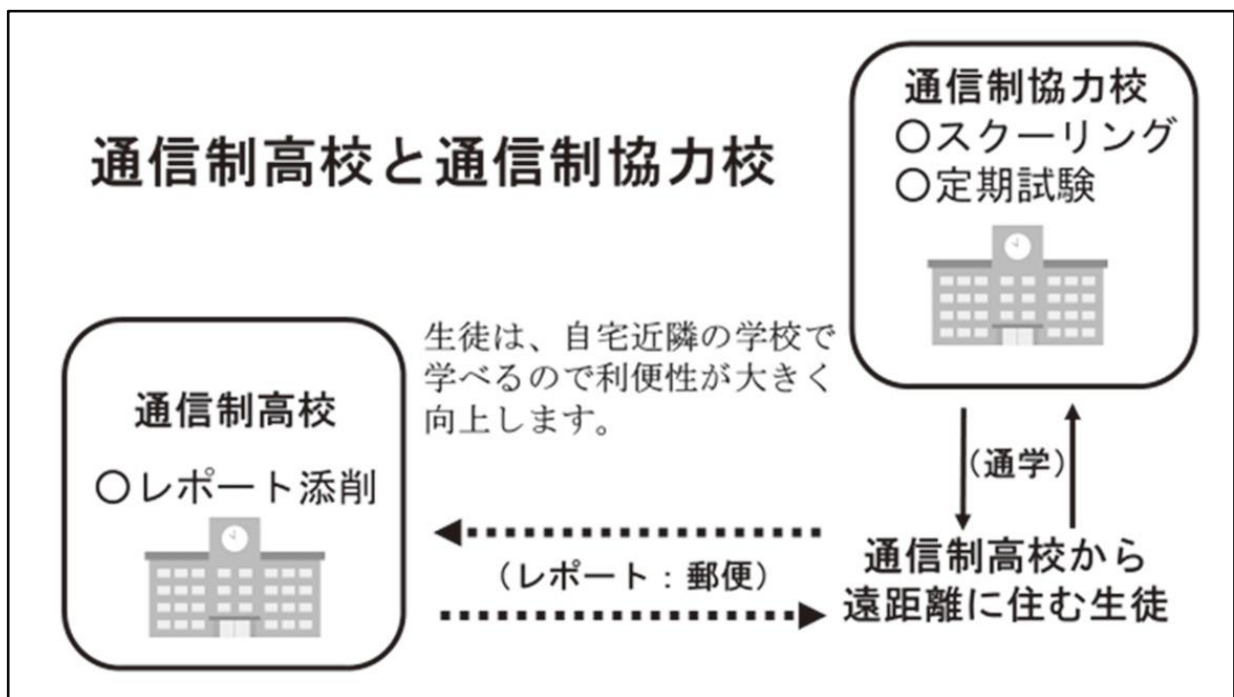 通信制高校と通信制協力校
通信制協力校
〇スクーリング
〇定期試験
生徒は、自宅近隣の学校で
学べるので利便性が大きく
向上します。
通信制高校
〇レポート添削
(通学)
(レポート：郵便)
通信制高校から
遠距離に住む生徒